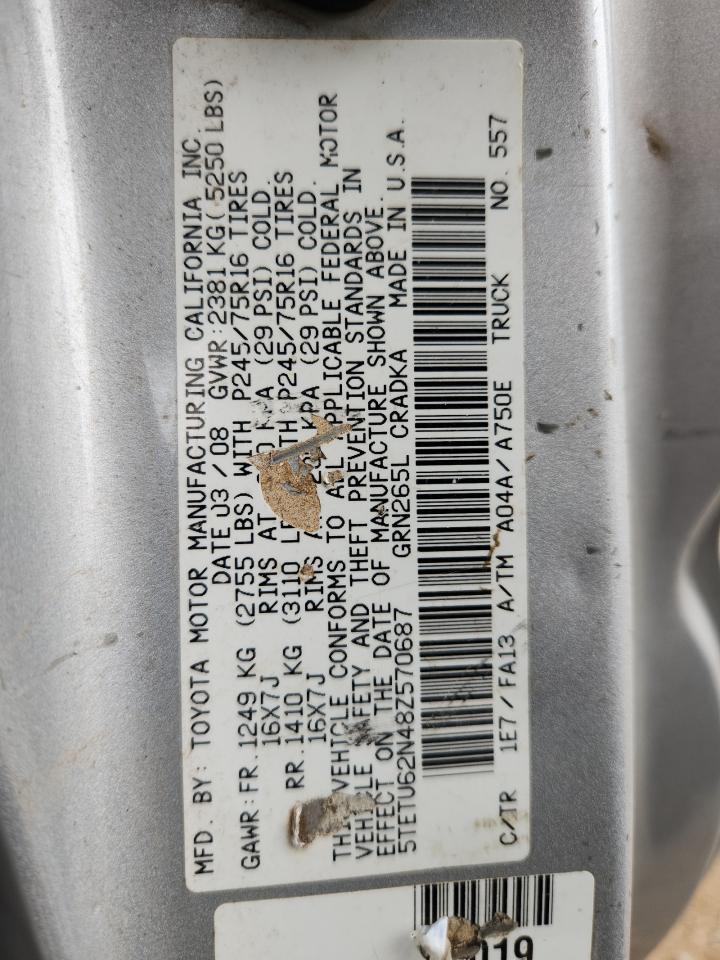 MFD. BY: TOYOTA MOTOR MANUFACTURING CALIFORNIA INC.
DATE 03/08 GVWR:2381 KG( 5250 LBS)
GAWR:FR.1249 KG (2755 LBS) WITH P245/75R16 TIRES
16X7J RIMS AT (29 PSI) COLD.
RR.1410 KG (3110 P245/75R16 TIRES
16X7J RIMS KPA (29 PSI) COLD.
VEHICLE CONFORMS TO ALL APPLICABLE FEDERAL MOTOR
VEHICLE SAFETY AND THEFT PREVENTION STANDARDS IN
EFFECT ON THE DATE OF MANUFACTURE SHOWN ABOVE.
5TETU62N48Z570687 GRN265L CRADKA MADE IN U.S.A.
C/TR 1E7/FA13 A/TM A04A/A750E TRUCK NO. 557
019